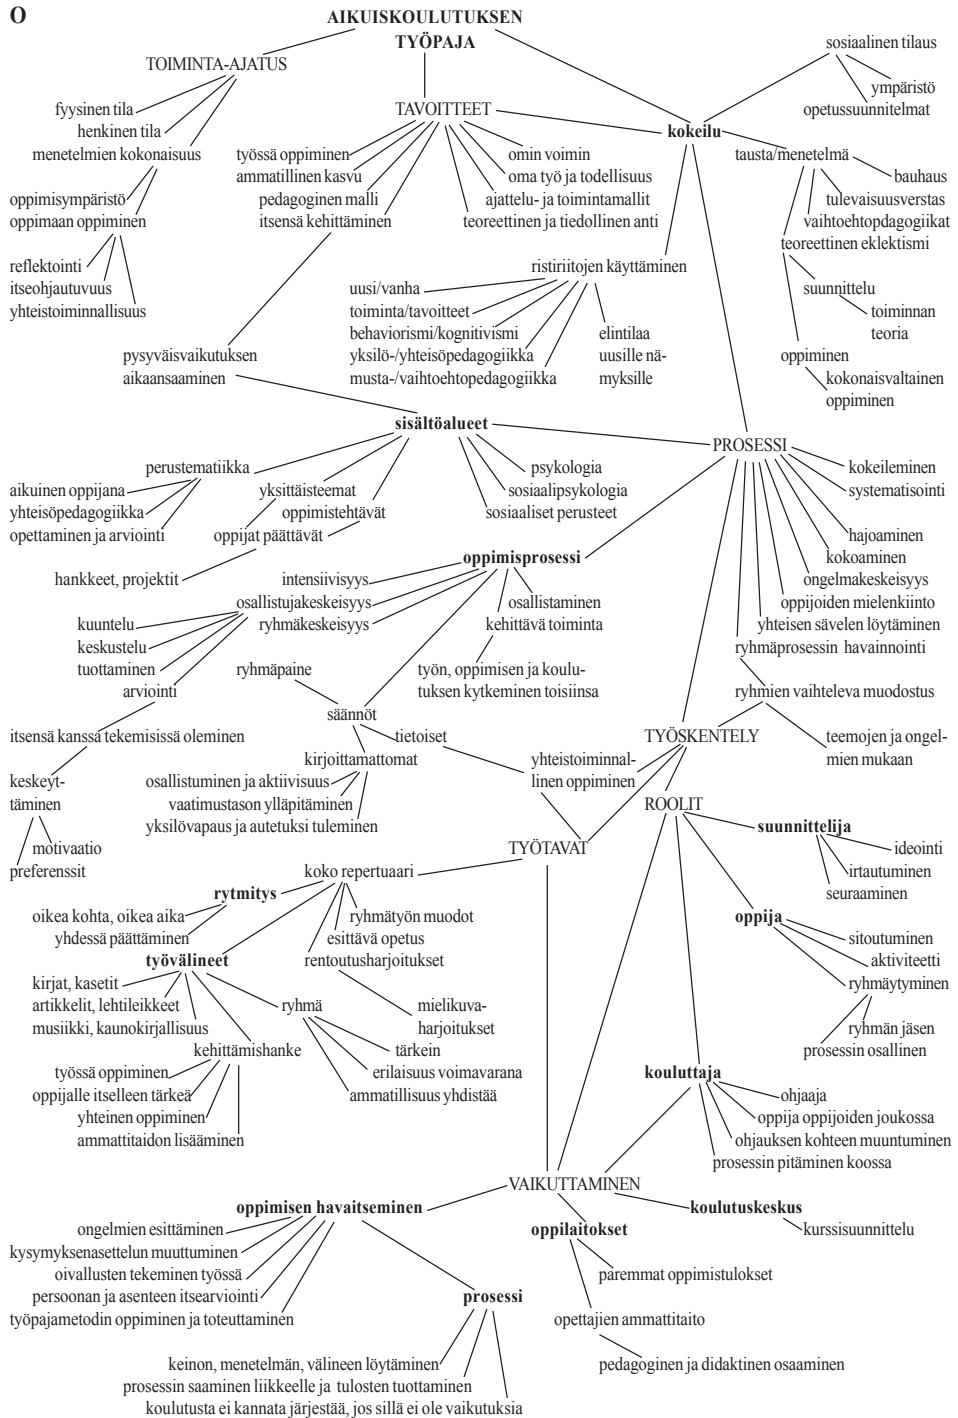 O
AIKUISKOULUTUKSEN
TYÖPAJA
sosiaalinen tilaus
TOIMINTA-AJATUS
ympäristö
fyysinen tila
TAVOITTEET
opetussuunnitelmat
henkinen tila
kokeilu
menetelmien kokonaisuus
työssä oppiminen
omin voimin
tausta/menetelmä
ammatillinen kasvu
oma työ ja todellisuus
bauhaus
oppimisympäristö
pedagoginen malli
ajattelu- ja toimintamallit
tulevaisuusverstas
oppimaan oppiminen
itsensä kehittäminen
teoreettinen ja tiedollinen anti
vaihtoehtopdagogiikat
teoreettinen eklektismi
reflektointi
ristiriitojen käyttäminen
itseohjautuvuus
uusi/vanha
suunnittelu
yhteistoiminnallisuus
toiminta/tavoitteet
toiminnan
behaviorismi/kognitivismi
elintilaa
teoria
pysyväisvaikutuksen
yksilö-/yhteisöpedagogiikka
uusille nä-
oppiminen
aikaansaaminen
musta-/vaihtoehtopedagogiikka
myksille
kokonaisvaltainen
oppiminen
sisältöalueet
PROSESSI
perustematiikka
psykologia
kokeileminen
aikuinen oppijana
yksittäisteemat
sosiaalipsykologia
systematisointi
yhteisöpedagogiikka
oppimistehtävät
sosiaaliset perusteet
opettaminen ja arviointi
oppijat päättävät
hajoaminen
oppimisprosessi
kokoaminen
hankkeet, projektit
intensiivisyys
ongelmakeskeisyys
osallistujakeskeisyys
osallistaminen
oppijoiden mielenkiinto
kuuntelu
ryhmäkeskeisyys
kehittävä toiminta
yhteisen sävelen löytäminen
keskustelu
ryhmäprosessin havainnointi
tuottaminen
ryhmäpaine
työn, oppimisen ja koulu-
arviointi
tuksen kytkeminen toisiinsa
ryhmien vaihteleva muodostus
säännöt
itsensä kanssa tekemisissä oleminen
tietoiset
TYÖSKENTELY
teemojen ja ongel-
kirjoittamattomat
yhteistoiminnal-
mien mukaan
keskeyt-
osallistuminen ja aktiivisuus
linen oppiminen
täminen
vaatimustason ylläpitäminen
ROOLIT
yksilövapaus ja autetuksi tuleminen
suunnittelija
motivaatio
TYÖTAVAT
ideointi
preferenssit
koko repertuaari
irtautuminen
rytmitys
seuraaminen
oikea kohta, oikea aika
ryhmätyön muodot
oppija
yhdessä päättäminen
esittävä opetus
sitoutuminen
työvälineet
rentoutusharjoitukset
aktiviteetti
kirjat, kasetit
ryhmäytyminen
artikkelit, lehtileikkeet
ryhmä
mielikuva-
musiikki, kaunokirjallisuus
harjoitukset
ryhmän jäsen
kehittämishanke
tärkein
prosessin osallinen
työssä oppiminen
erilaisuus voimavarana
kouluttaja
oppijalle itselleen tärkeä
ammatillisuus yhdistää
ohjaaja
yhteinen oppiminen
oppija oppijoiden joukossa
ammattitaidon lisääminen
ohjauksen kohteen muuntuminen
prosessin pitäminen koossa
VAIKUTTAMINEN
oppimisen havaitseminen
koulutuskeskus
ongelmien esittäminen
oppilaitokset
kurssisuunnittelu
kysymyksenasettelun muuttuminen
oivallusten tekeminen työssä
paremmat oppimistulokset
persoonan ja asenteen itsearviointi
prosessi
työpajametodin oppiminen ja toteuttaminen
opettajien ammattitaito
keinon, menetelmän, välineen löytäminen
pedagoginen ja didaktinen osaaminen
prosessin saaminen liikkeelle ja tulosten tuottaminen
koulutusta ei kannata järjestää, jos sillä ei ole vaikutuksia